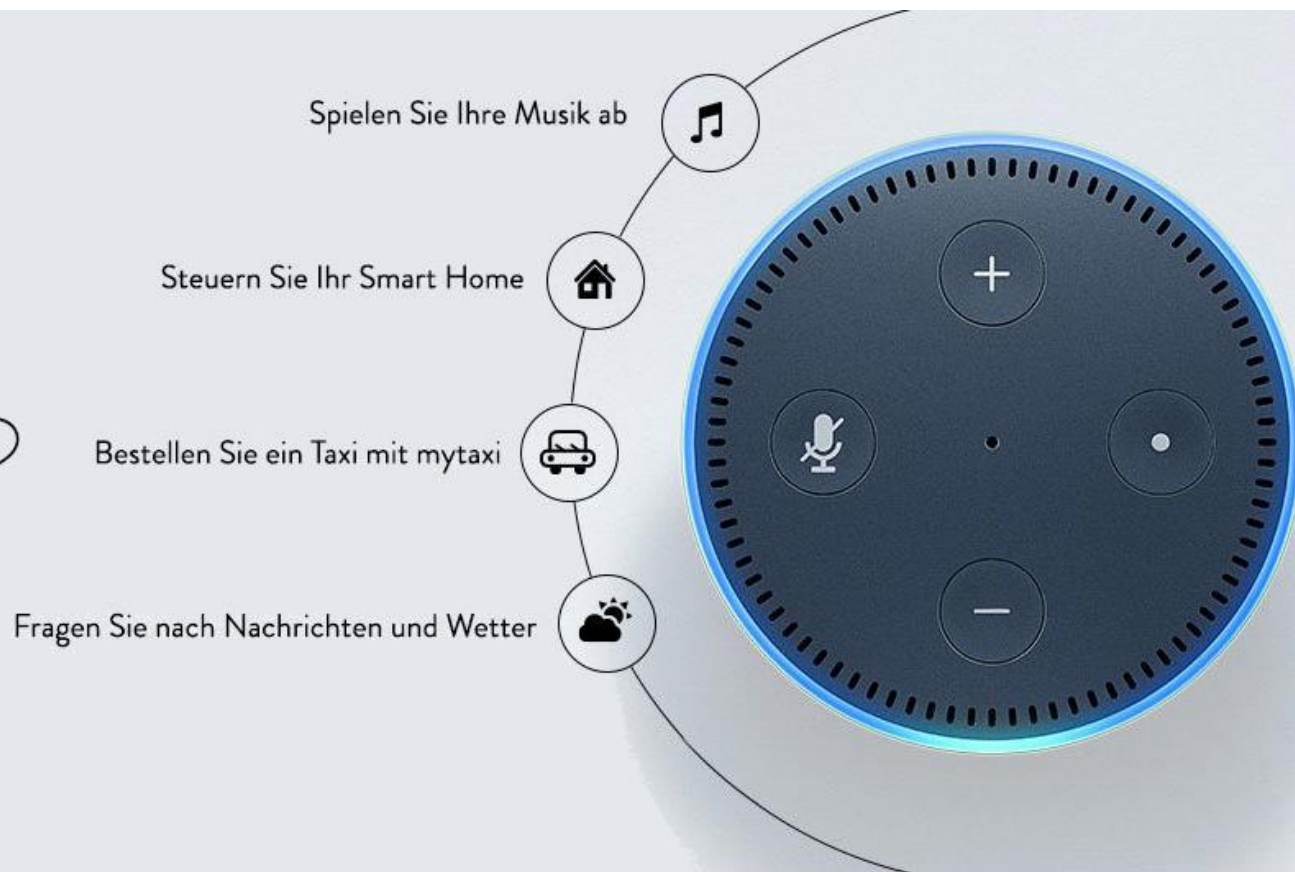 Spielen Sie Ihre Musik ab
Steuern Sie Ihr Smart Home
Bestellen Sie ein Taxi mit mytaxi
Fragen Sie nach Nachrichten und Wetter